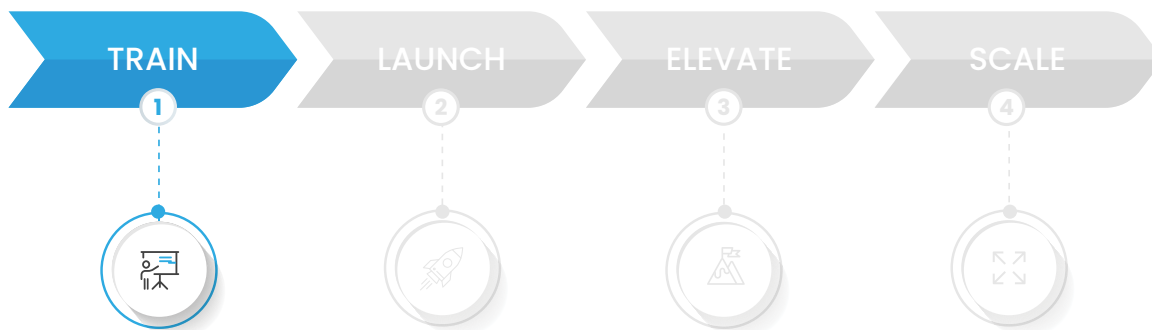 TRAIN
LAUNCH
ELEVATE
SCALE
1
2
3
4